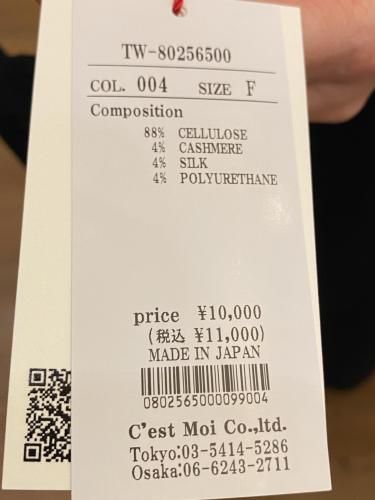 TW-80256500
COL. 004 SIZE F
Composition
88% CELLULOSE
4% CASHMERE
4% SILK
4% POLYURETHANE
price ¥10,000
(税込 ¥11,000)
MADE IN JAPAN
0802565000099004
C'est Moi Co.,ltd.
Tokyo:03-5414-5286
Osaka:06-6243-2711